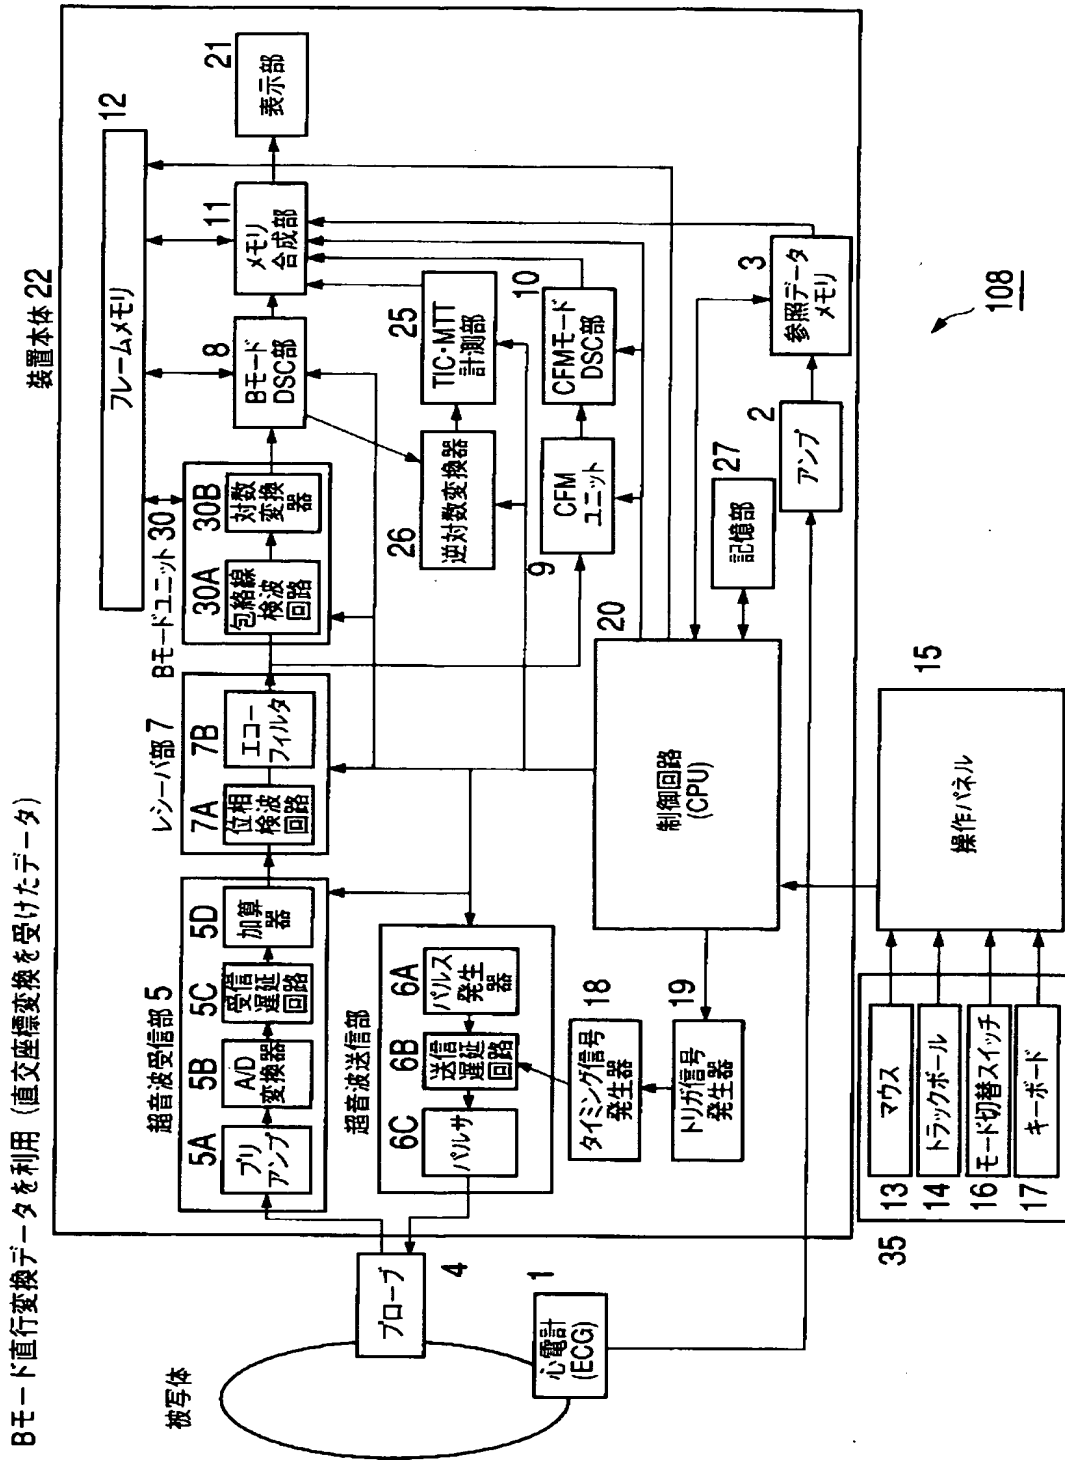 Bモード直行変換データを利用 (直交座標変換を受けたデータ)
装置本体 22
フレームメモリ
12
超音波受信部 5
5A
プリ
アンプ
5B
A/D
変換器
5C
受信
遅延
回路
5D
加算
器
レシーバ部 7
7A
位相
検波
回路
7B
エコー
フィルタ
Bモードユニット 30
30A
包絡線
検波
回路
30B
対数
変換
器
8
Bモード
DSC部
11
メモリ
合成部
21
表示部
超音波送信部
6C
パルサ
6B
送信
遅延
回路
6A
パルス
発生
器
26
逆対数変換器
25
TIC・MTT
計測部
9
CFM
ユニット
10
CFMモード
DSC部
タイミング信号
発生器
18
トリガ信号
発生器
19
20
制御回路
(CPU)
27
記憶部
2
アンプ
3
参照データ
メモリ
被写体
プローブ
4
心電計
(ECG)
1
35
13
マウス
14
トラックボール
16
モード切替スイッチ
17
キーボード
操作パネル
15
108